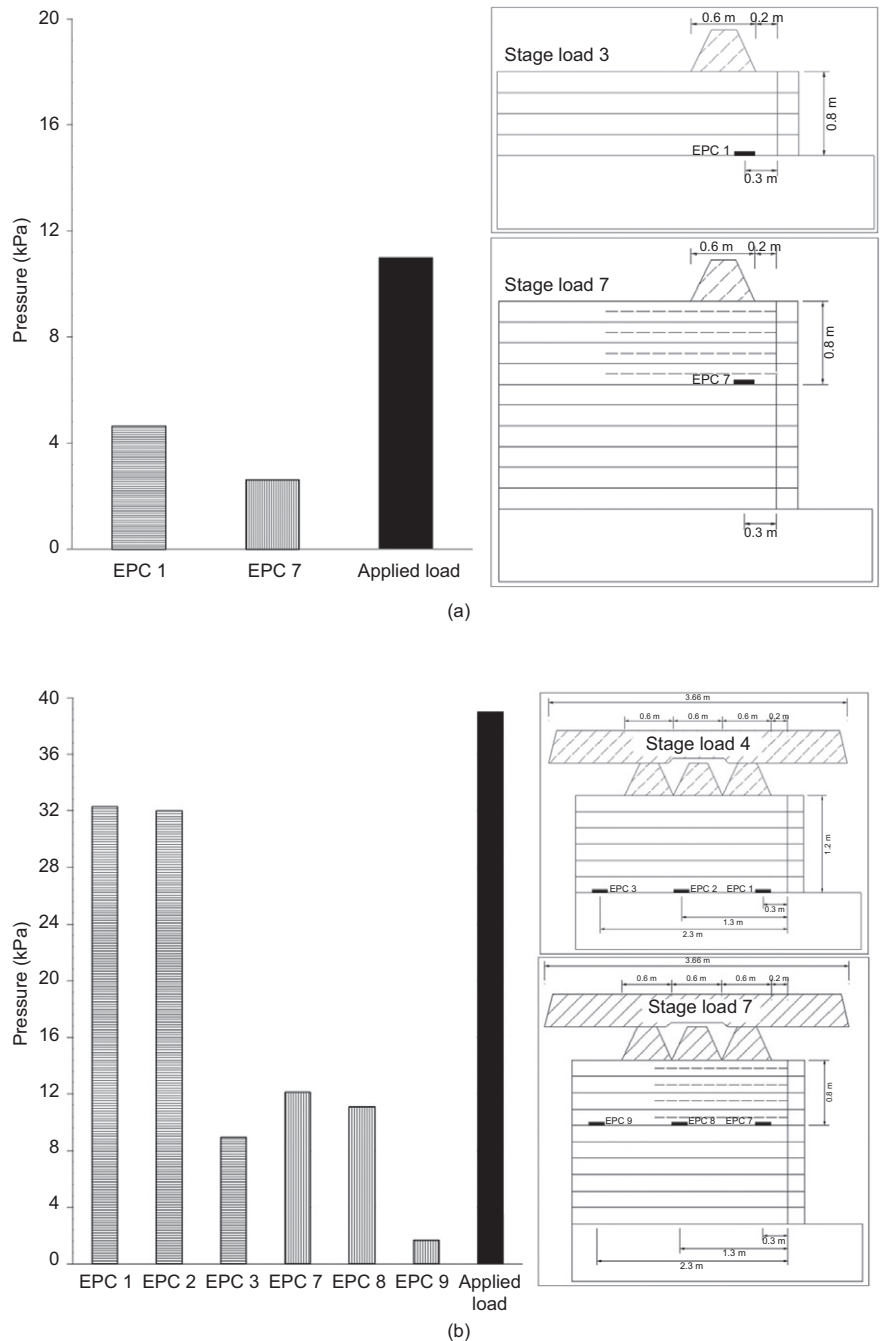 20
16
12
8
4
0
Pressure (kPa)
EPC 1 EPC 7 Applied load
0.6 m 0.2 m
Stage load 3
0.8 m
EPC 1
0.3 m
0.6 m 0.2 m
Stage load 7
0.8 m
EPC 7
0.3 m
(a)
40
36
32
28
24
20
16
12
8
4
0
Pressure (kPa)
EPC 1 EPC 2 EPC 3 EPC 7 EPC 8 EPC 9 Applied
load
3.66 m
0.6 m 0.6 m 0.6 m 0.2 m
Stage load 4
1.2 m
EPC 3 EPC 2 EPC 1
0.3 m
1.3 m
2.3 m
3.66 m
0.6 m 0.6 m 0.6 m 0.2 m
Stage load 7
0.8 m
EPC 9 EPC 8 EPC 7
0.3 m
1.3 m
2.3 m
(b)